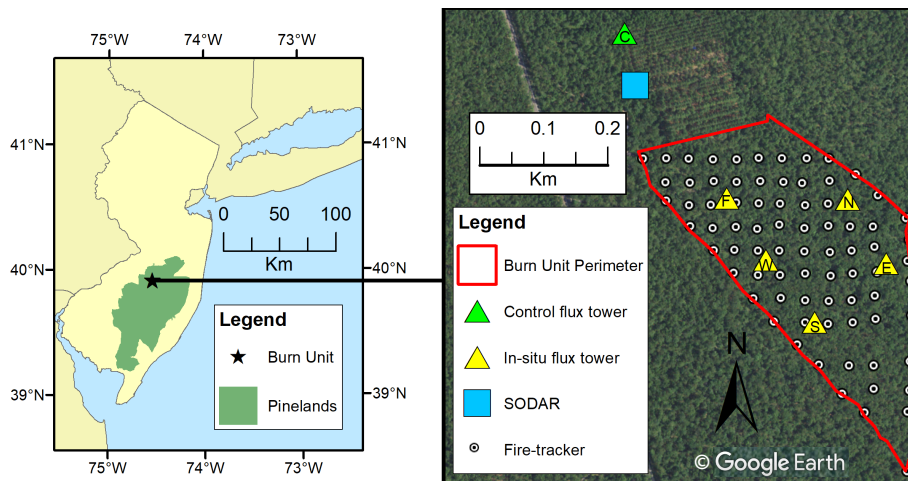 75°W 74°W 73°W
41°N
40°N
39°N
41°N
40°N
39°N
0 50 100
Km
Legend
Burn Unit
Pinelands
75°W 74°W 73°W
C
0 0.1 0.2
Km
Legend
Burn Unit Perimeter
Control flux tower
In-situ flux tower
SODAR
Fire-tracker
F
N
W
E
S
N
© Google Earth